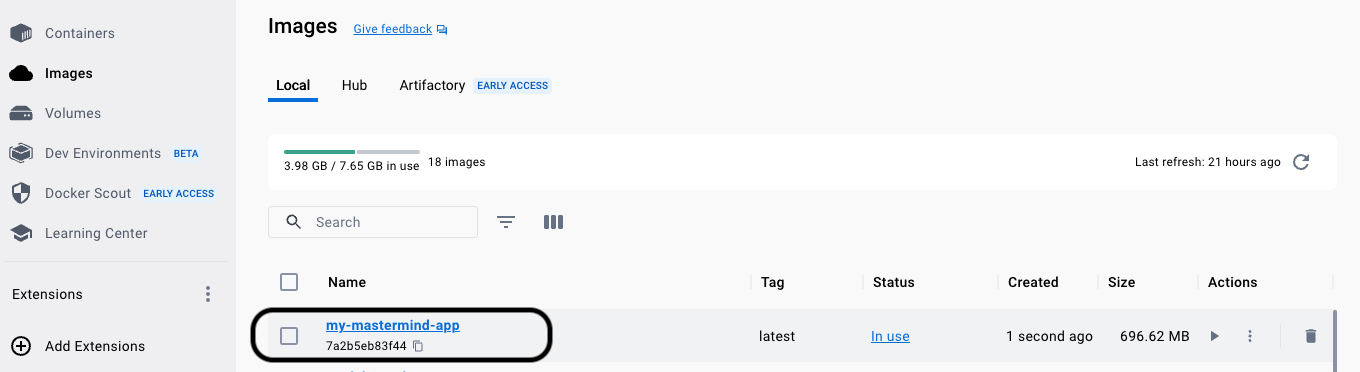 Containers
Images
Volumes
Dev Environments BETA
Docker Scout EARLY ACCESS
Learning Center
Extensions
Add Extensions
Images Give feedback
Local Hub Artifactory EARLY ACCESS
3.98 GB / 7.65 GB in use 18 images Last refresh: 21 hours ago
Search
Name Tag Status Created Size Actions
my-mastermind-app
7a2b5eb83f44
latest In use 1 second ago 696.62 MB